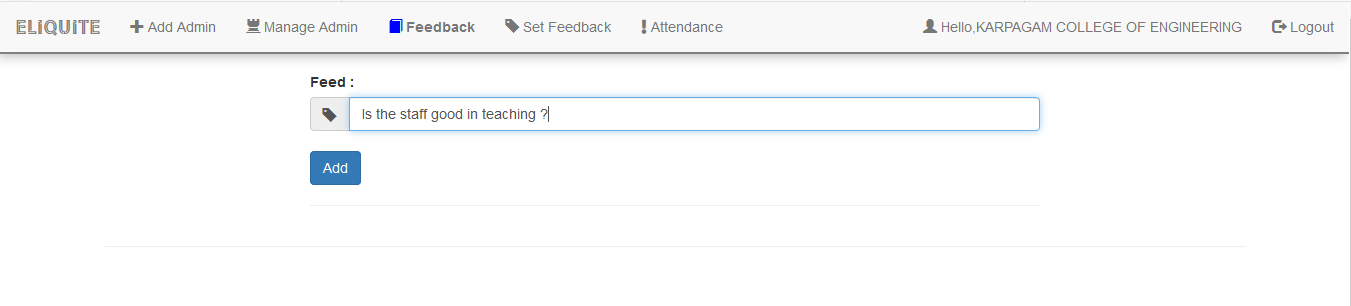 ELiQUiTE Add Admin Manage Admin Feedback Set Feedback Attendance Hello,KARPAGAM COLLEGE OF ENGINEERING Logout
Feed :
Is the staff good in teaching ?
Add